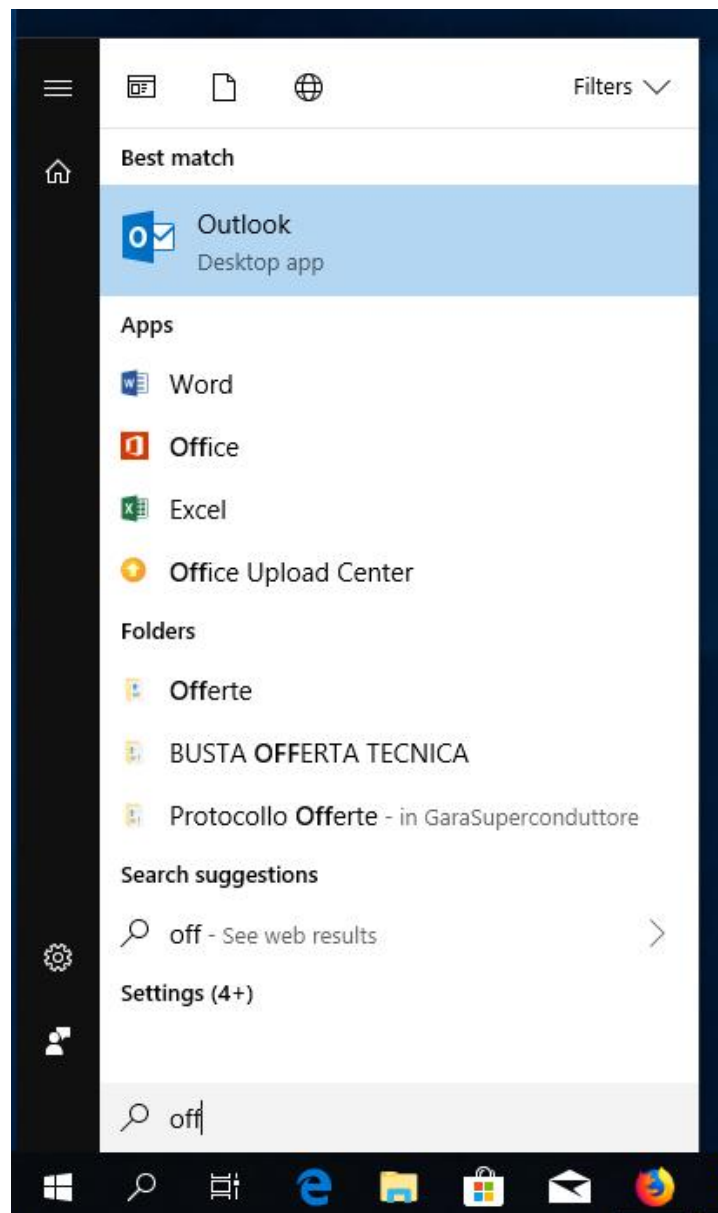 Filters
Best match
Outlook
Desktop app
Apps
Word
Office
Excel
Office Upload Center
Folders
Offerte
BUSTA OFFERTA TECNICA
Protocollo Offerte - in GaraSuperconduttore
Search suggestions
off - See web results
Settings (4+)
off